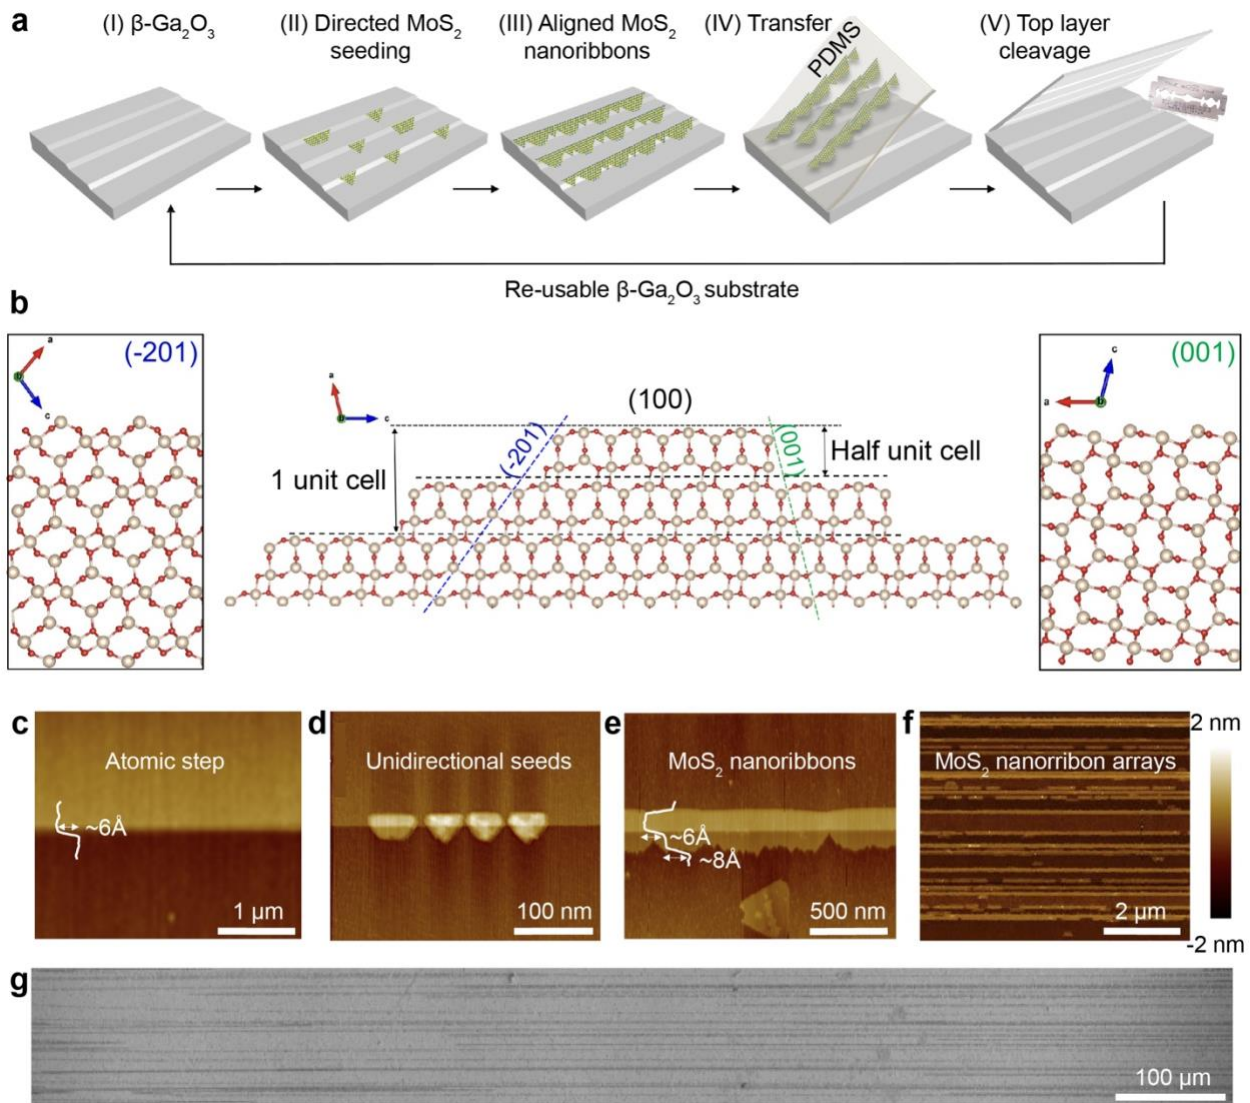 a
(I) β-Ga₂O₃
(II) Directed MoS₂
seeding
(III) Aligned MoS₂
nanoribbons
(IV) Transfer
PDMS
(V) Top layer
cleavage
Re-usable β-Ga₂O₃ substrate
b
(-201)
a
b
c
a
b
c
(100)
(-201)
(001)
1 unit cell
Half unit cell
(001)
c
a
b
c
Atomic step
~6Å
1 µm
d
Unidirectional seeds
100 nm
e
MoS₂ nanoribbons
~6Å
~8Å
500 nm
f
MoS₂ nanorribon arrays
2 µm
2 nm
-2 nm
g
100 µm